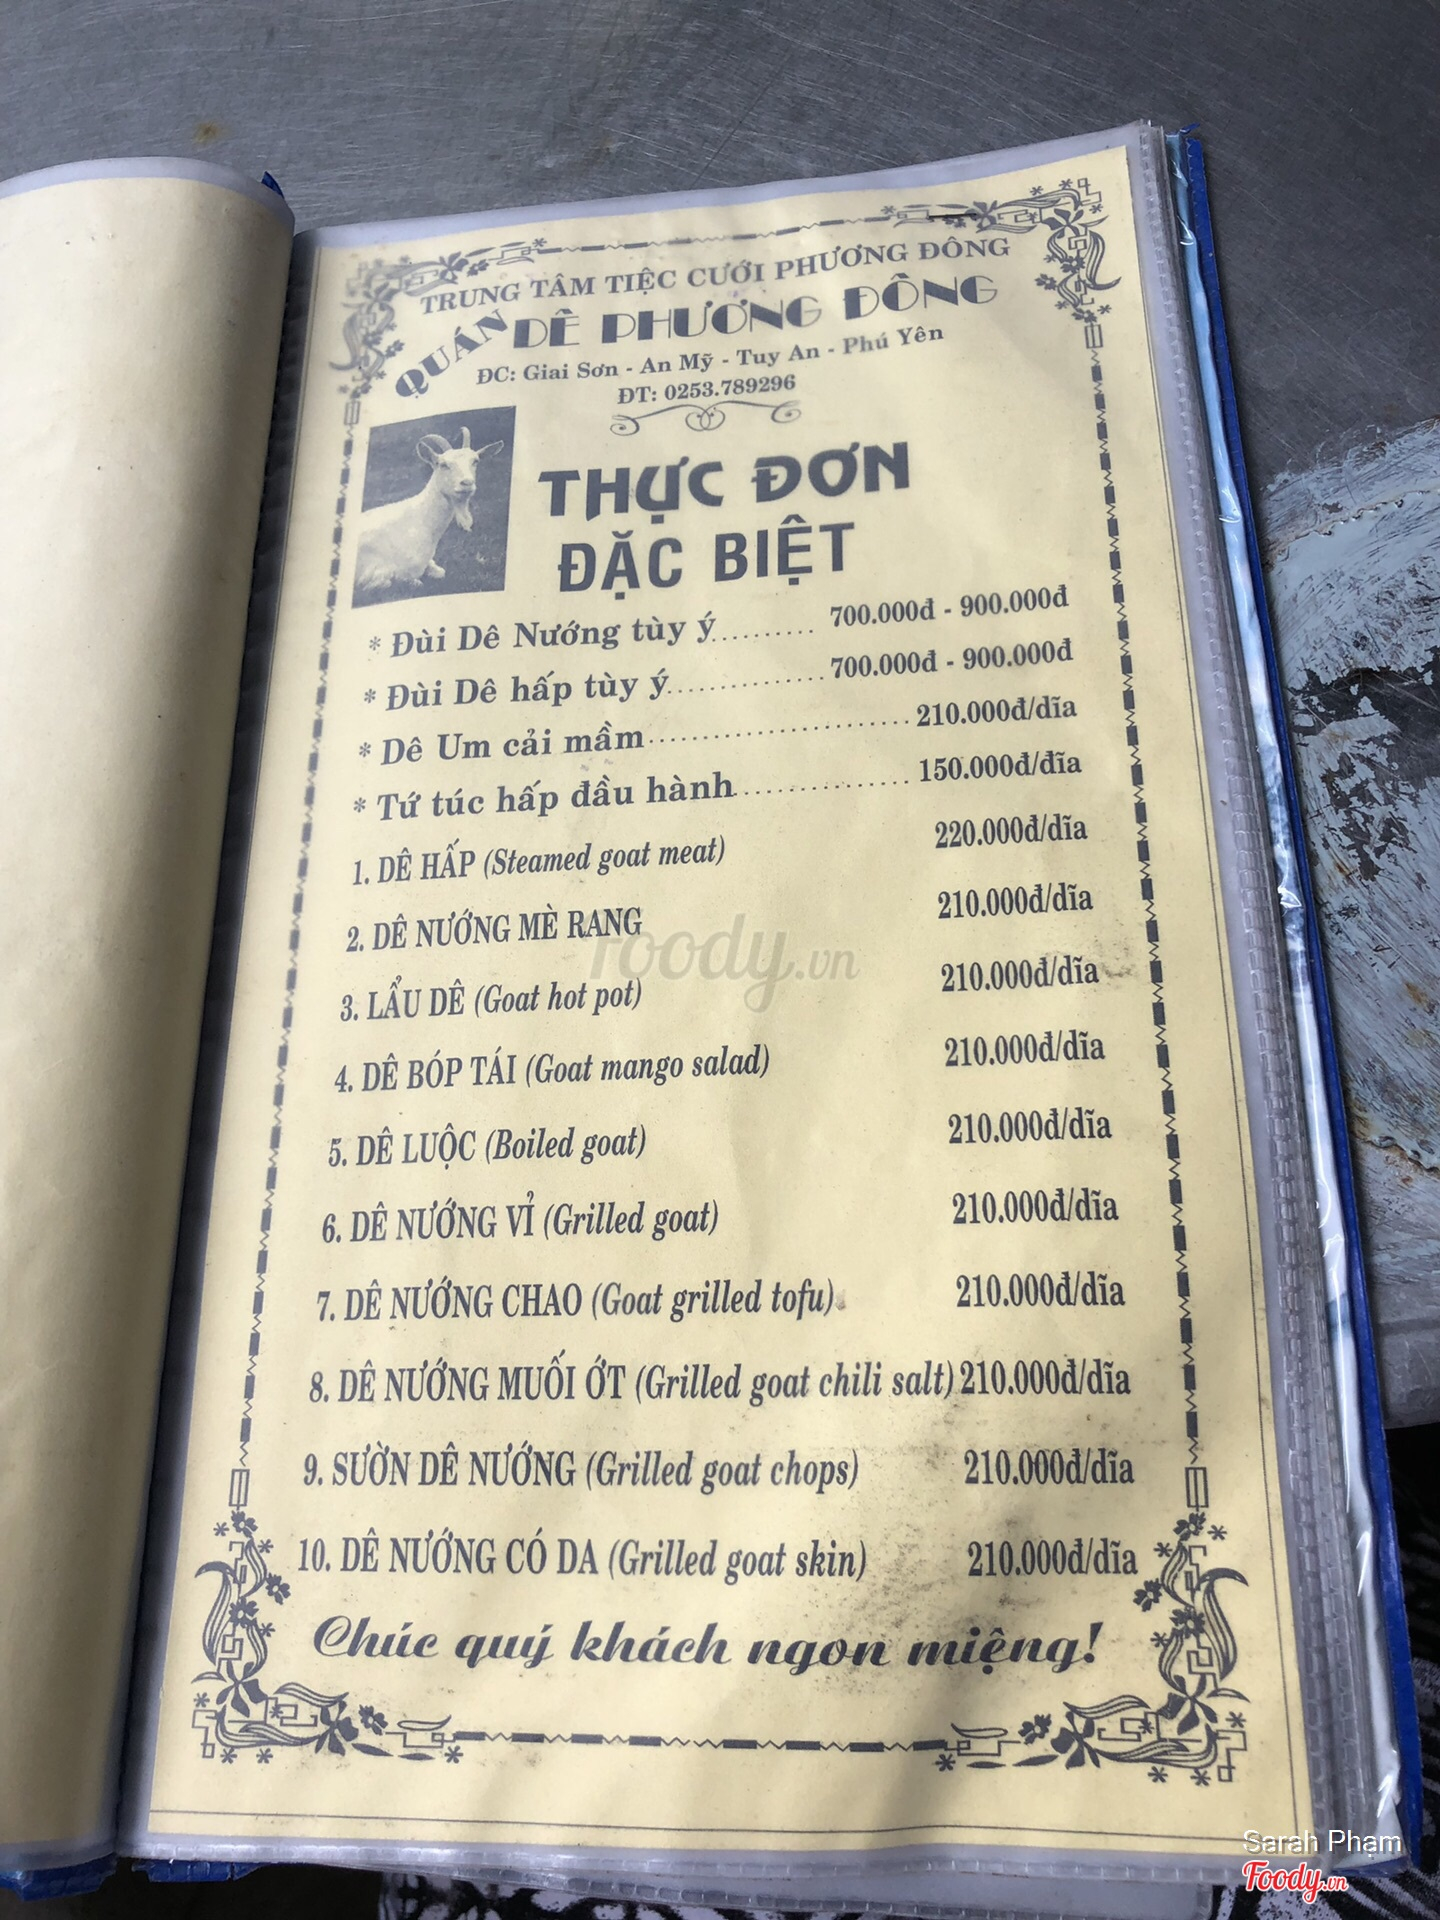 TRUNG TÂM TIỆC CƯỚI PHƯƠNG ĐÔNG
QUÁN DÊ PHƯƠNG ĐÔNG
ĐC: Giai Sơn - An Mỹ - Tuy An - Phú Yên
ĐT: 0253.789296
THỰC ĐƠN
ĐẶC BIỆT
* Đùi Dê Nướng tùy ý.......... 700.000đ - 900.000đ
* Đùi Dê hấp tùy ý............... 700.000đ - 900.000đ
* Dê Um cải mầm......................... 210.000đ/dĩa
* Tứ túc hấp đầu hành................. 150.000đ/đĩa
1. DÊ HẤP (Steamed goat meat) 220.000đ/dĩa
2. DÊ NƯỚNG MÈ RANG 210.000đ/dĩa
3. LẨU DÊ (Goat hot pot) 210.000đ/dĩa
4. DÊ BÓP TÁI (Goat mango salad) 210.000đ/dĩa
5. DÊ LUỘC (Boiled goat) 210.000đ/dĩa
6. DÊ NƯỚNG VỈ (Grilled goat) 210.000đ/dĩa
7. DÊ NƯỚNG CHAO (Goat grilled tofu) 210.000đ/dĩa
8. DÊ NƯỚNG MUỐI ỚT (Grilled goat chili salt) 210.000đ/dĩa
9. SƯỜN DÊ NƯỚNG (Grilled goat chops) 210.000đ/dĩa
10. DÊ NƯỚNG CÓ DA (Grilled goat skin) 210.000đ/dĩa
Chúc quý khách ngon miệng!
foody.vn
Sarah Phạm
Foody.vn